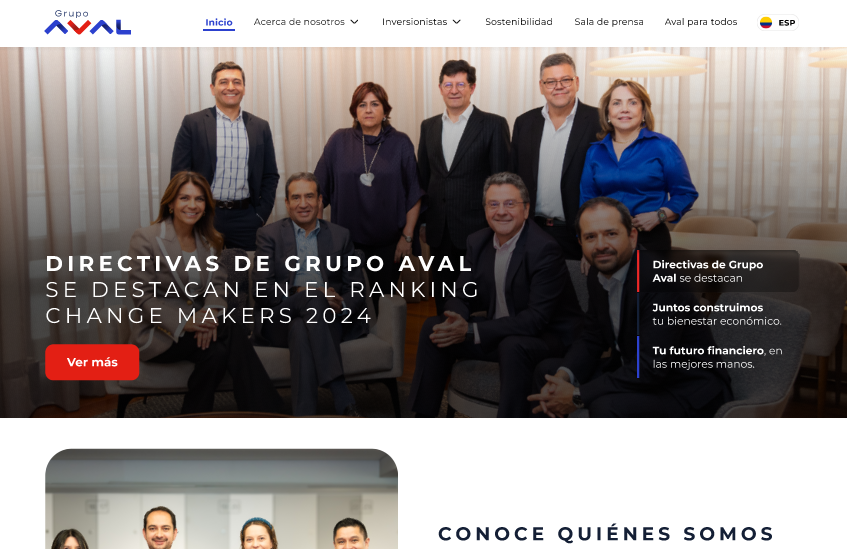 Grupo
AVAL
Inicio
Acerca de nosotros
Inversionistas
Sostenibilidad
Sala de prensa
Aval para todos
ESP
DIRECTIVAS DE GRUPO AVAL
SE DESTACAN EN EL RANKING
CHANGE MAKERS 2024
Ver más
Directivas de Grupo
Aval se destacan
Juntos construimos
tu bienestar económico.
Tu futuro financiero, en
las mejores manos.
CONOCE QUIÉNES SOMOS